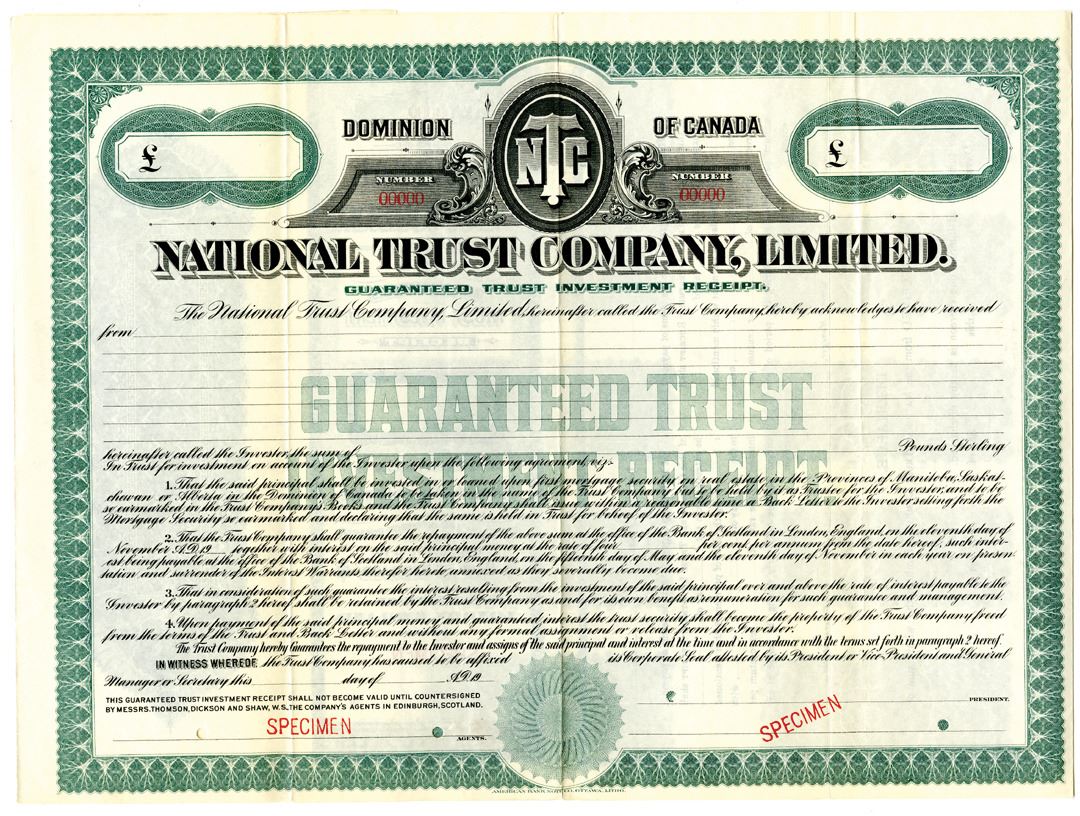 DOMINION OF CANADA
NTC
£ £
NUMBER NUMBER
00000 00000
NATIONAL TRUST COMPANY, LIMITED.
GUARANTEED TRUST INVESTMENT RECEIPT.
The National Trust Company, Limited, hereinafter called the Trust Company, hereby acknowledges to have received
from
GUARANTEED TRUST
INVESTMENT RECEIPT
hereinafter called the Investor, the sum of Pounds Sterling
In Trust for investment on account of the Investor upon the following agreement, viz:-
1. That the said principal shall be invested in or loaned upon first mortgage security on real estate in the Provinces of Manitoba, Saskat-
chewan or Alberta in the Dominion of Canada to be taken in the name of the Trust Company and to be held by it as Trustee for the Investor, and to be
so earmarked in the Trust Company's Books and the Trust Company shall issue within a reasonable time a Back Letter to the Investor setting forth the
Mortgage Security so earmarked and declaring that the same is held in Trust for behoof of the Investor.
2. That the Trust Company shall guarantee the repayment of the above sum at the office of the Bank of Scotland in London, England, on the eleventh day of
November A.D. 19 together with interest on the said principal money at the rate of four per cent per annum from the date hereof, such inter-
est being payable at the office of the Bank of Scotland in London, England, on the fifteenth day of May and the eleventh day of November in each year on presen-
tation and surrender of the Interest Warrants therefor hereto annexed as they severally become due.
3. That in consideration of such guarantee the interest resulting from the investment of the said principal over and above the rate of interest payable to the
Investor by paragraph 2 hereof shall be retained by the Trust Company as and for its own benefit as remuneration for such guarantee and management.
4. Upon payment of the said principal money and guaranteed interest the trust security shall become the property of the Trust Company freed
from the terms of the Trust and Back Letter and without any formal assignment or release from the Investor.
The Trust Company hereby Guarantees the repayment to the Investor and assigns of the said principal and interest at the time and in accordance with the terms set forth in paragraph 2 hereof.
IN WITNESS WHEREOF, the Trust Company has caused to be affixed its Corporate Seal attested by its President or Vice-President and General
Manager or Secretary this day of A.D. 19
THIS GUARANTEED TRUST INVESTMENT RECEIPT SHALL NOT BECOME VALID UNTIL COUNTERSIGNED
BY MESSRS. THOMSON, DICKSON AND SHAW, W.S. THE COMPANY'S AGENTS IN EDINBURGH, SCOTLAND.
PRESIDENT.
SPECIMEN
AGENTS.
SPECIMEN
AMERICAN BANK NOTE CO. OTTAWA, LITHO.